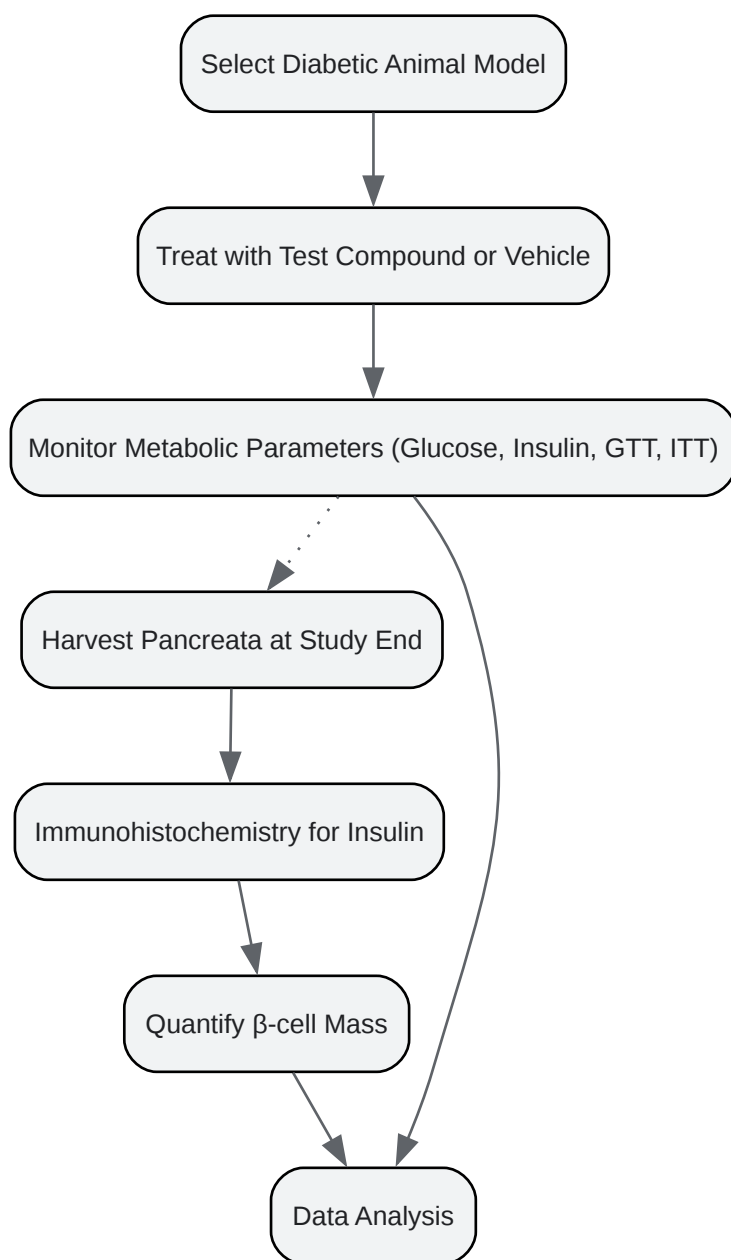 Select Diabetic Animal Model
Treat with Test Compound or Vehicle
Monitor Metabolic Parameters (Glucose, Insulin, GTT, ITT)
Harvest Pancreata at Study End
Immunohistochemistry for Insulin
Quantify β-cell Mass
Data Analysis